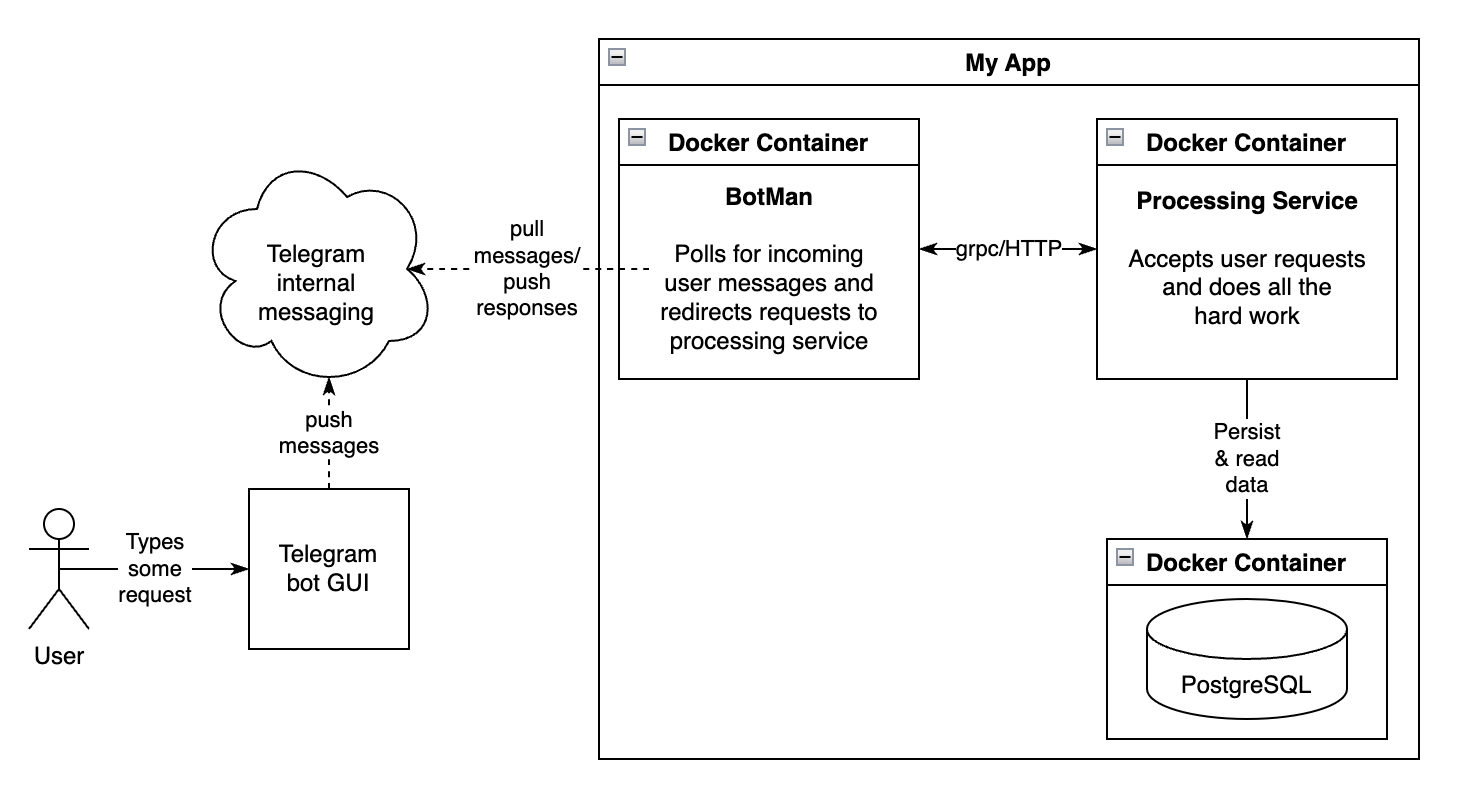 My App
Docker Container
BotMan
Polls for incoming
user messages and
redirects requests to
processing service
grpc/HTTP
Docker Container
Processing Service
Accepts user requests
and does all the
hard work
pull
messages/
push
responses
Telegram
internal
messaging
push
messages
Persist
& read
data
Types
some
request
User
Telegram
bot GUI
Docker Container
PostgreSQL